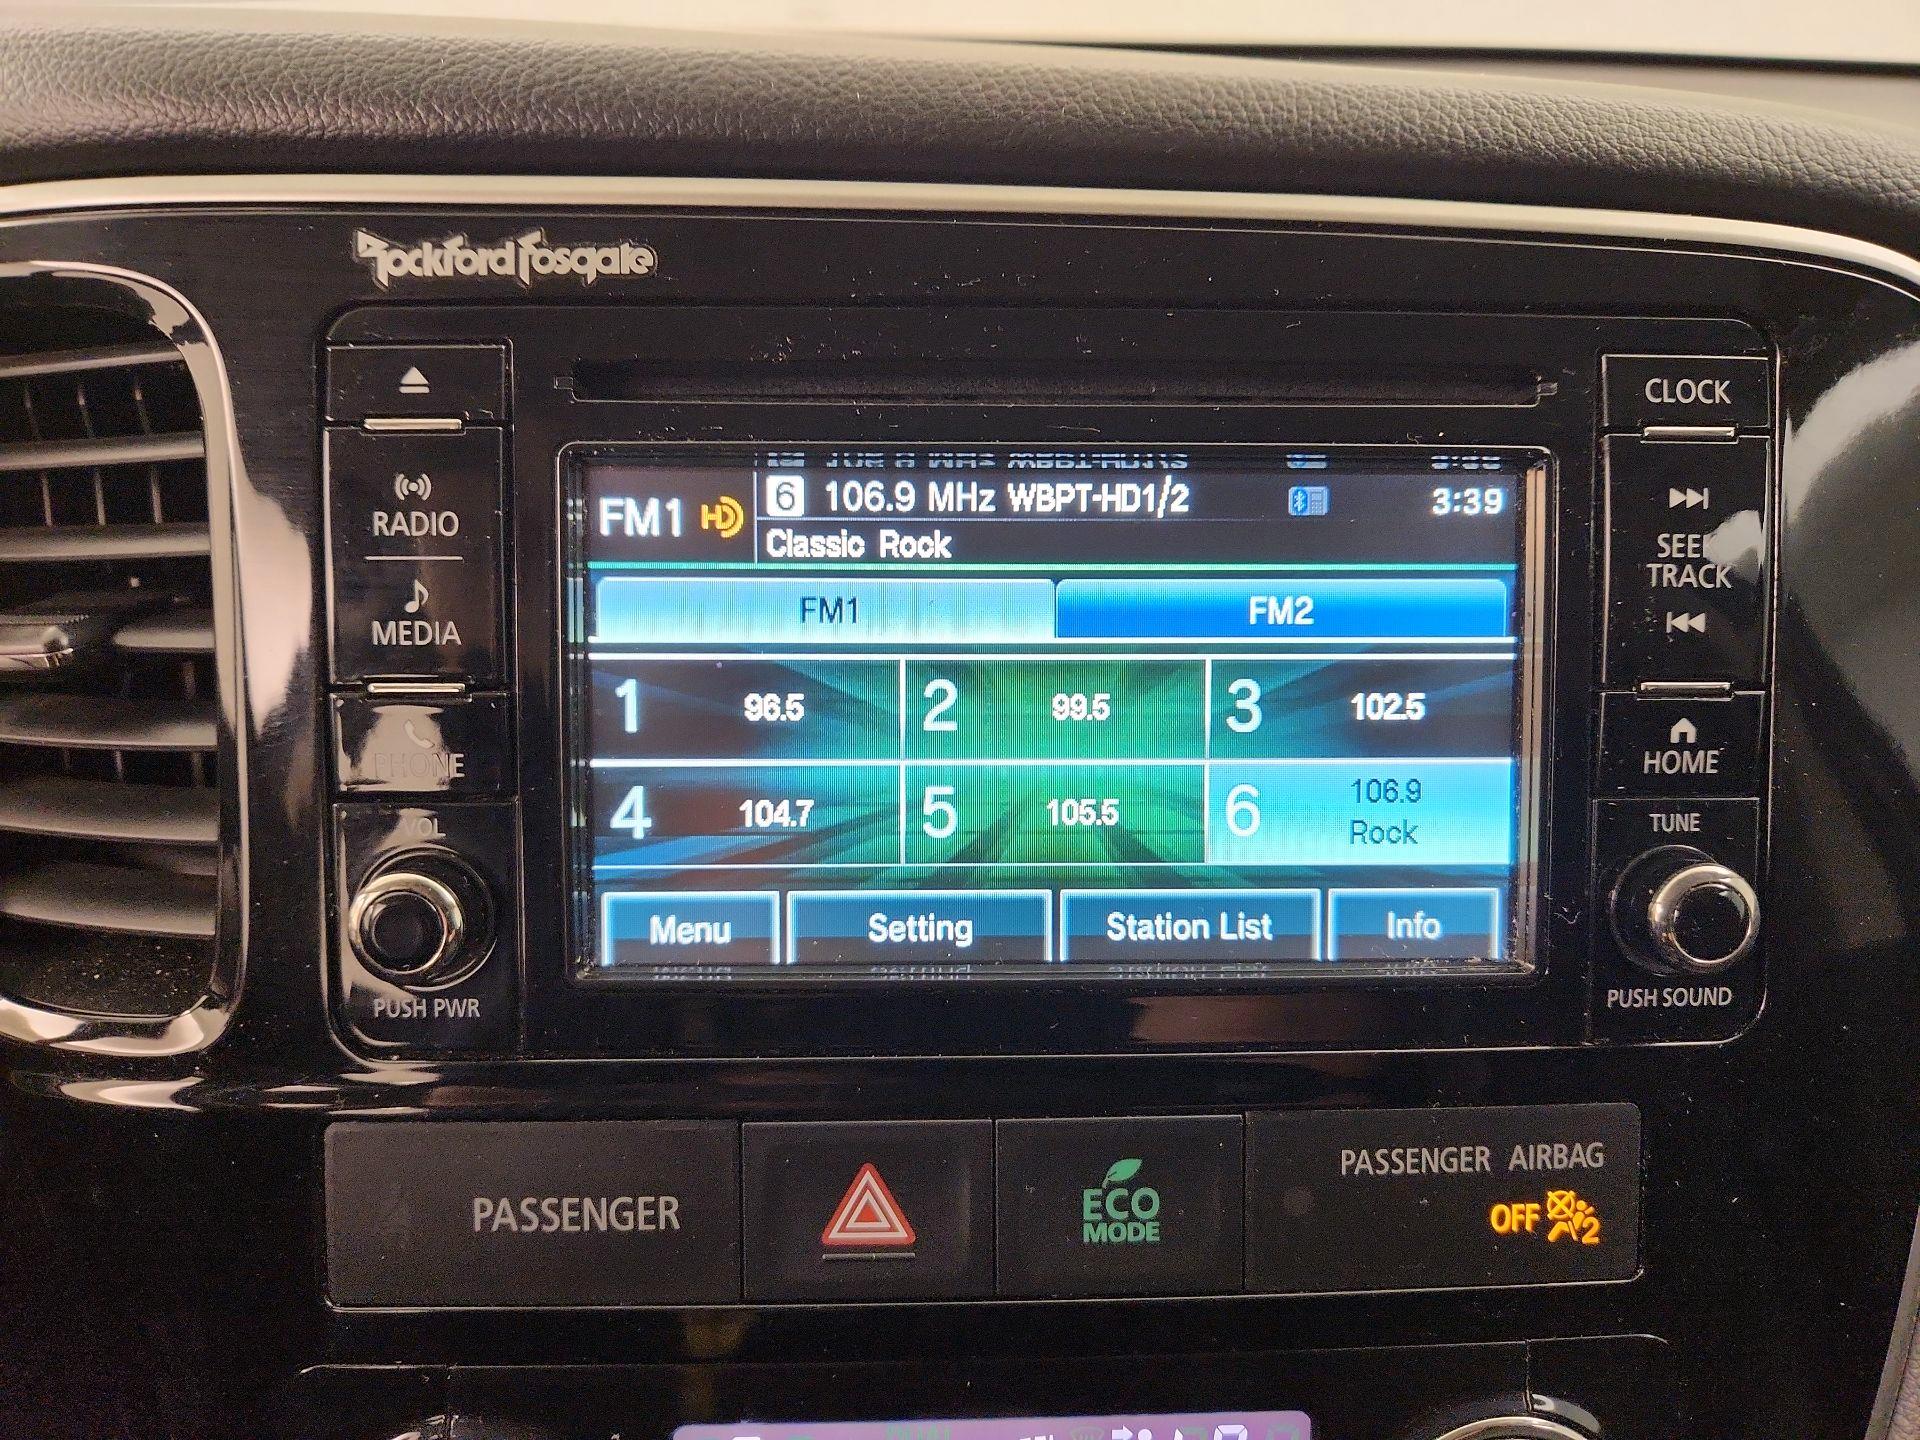 Rockford Fosgate
CLOCK
RADIO
MEDIA
PHONE
VOL
PUSH PWR
FM1 HD
6 106.9 MHz WBPT-HD1/2
3:39
Classic Rock
FM1
FM2
1 96.5
2 99.5
3 102.5
4 104.7
5 105.5
6 106.9
Rock
Menu
Setting
Station List
Info
SEEK
TRACK
HOME
TUNE
PUSH SOUND
PASSENGER
ECO
MODE
PASSENGER AIRBAG
OFF 2